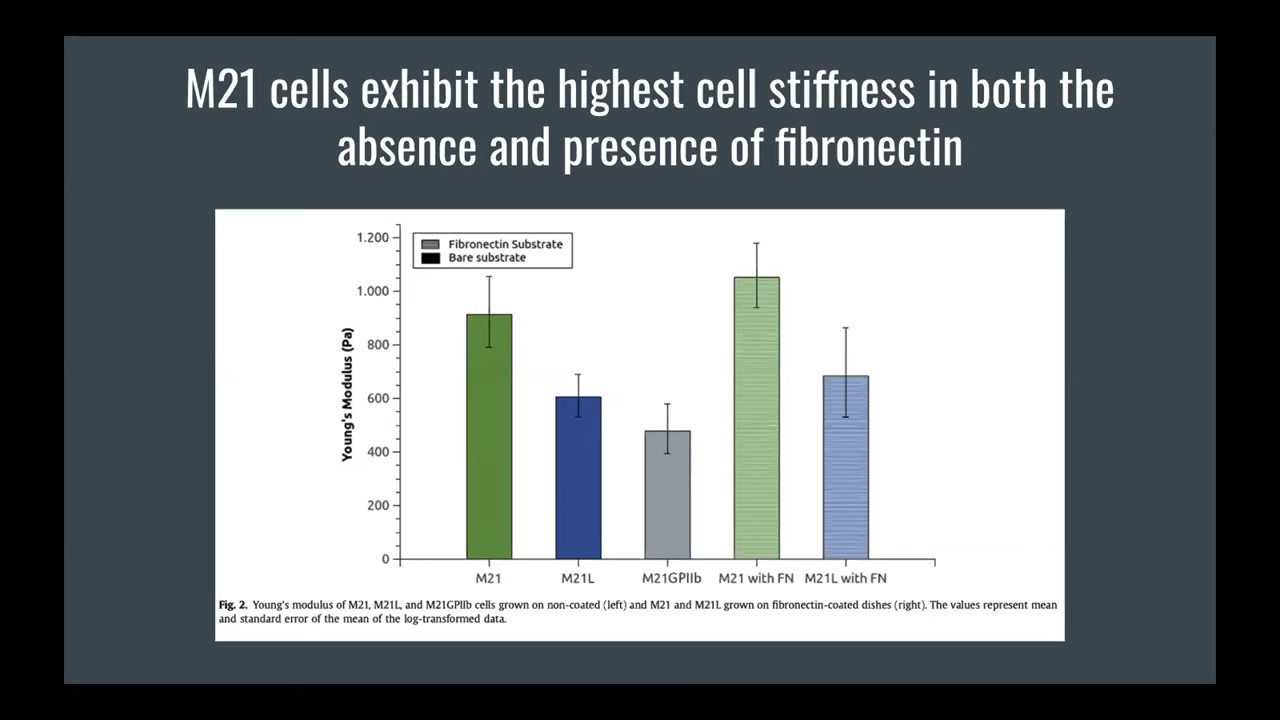 M21 cells exhibit the highest cell stiffness in both the
absence and presence of fibronectin
Fibronectin Substrate
Bare substrate
Young's Modulus (Pa)
1.200
1.000
800
600
400
200
0
M21 M21L M21GPIIb M21 with FN M21L with FN
Fig. 2. Young's modulus of M21, M21L, and M21GPIIb cells grown on non-coated (left) and M21 and M21L grown on fibronectin-coated dishes (right). The values represent mean
and standard error of the mean of the log-transformed data.